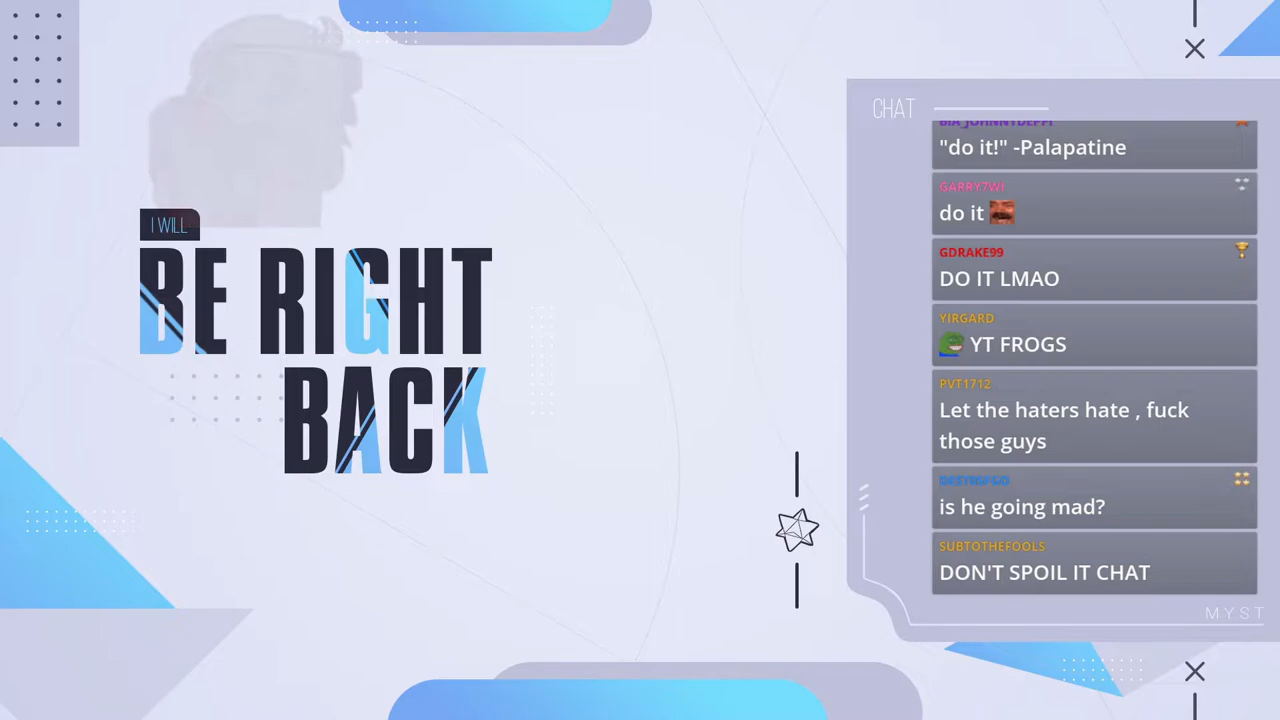 I WILL
BE RIGHT
BACK
CHAT
BIA_JOHNNYDEPP1
"do it!" -Palapatine
GARRY7WI
do it
GDRAKE99
DO IT LMAO
YIRGARD
YT FROGS
PVT1712
Let the haters hate , fuck
those guys
is he going mad?
SUBTOTHEFOOLS
DON'T SPOIL IT CHAT
MYST